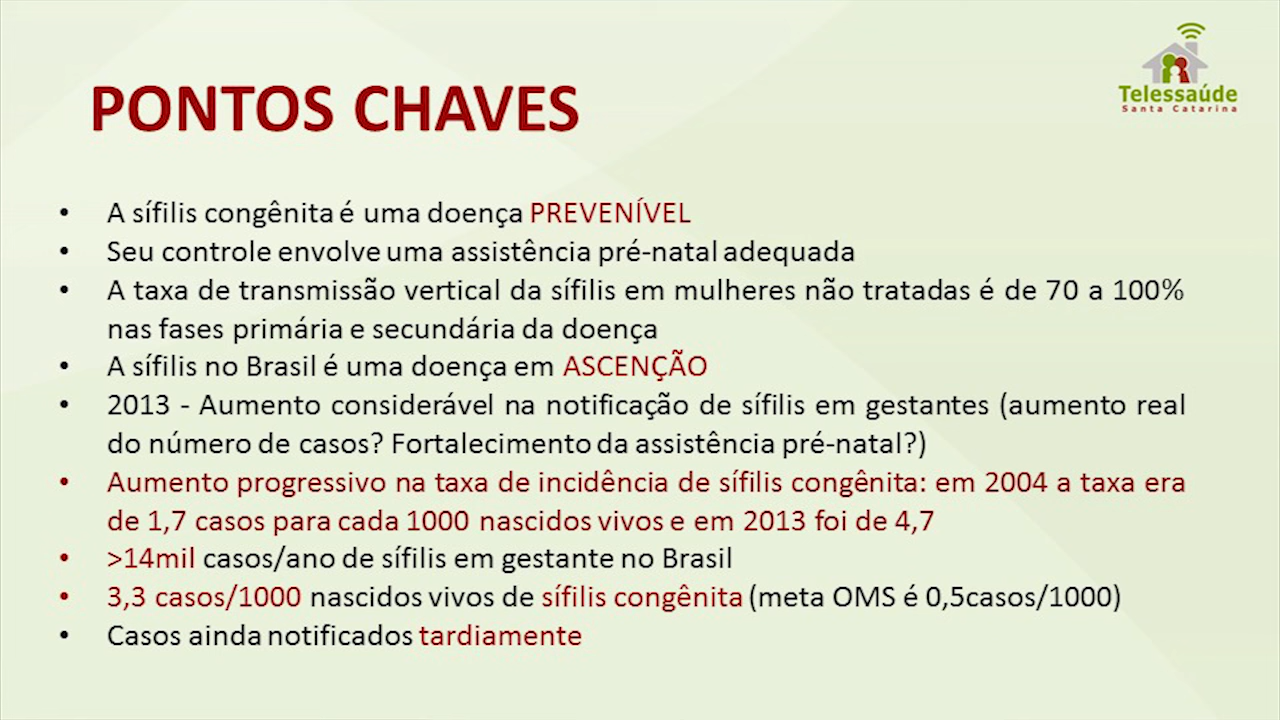 Telessaúde
Santa Catarina
PONTOS CHAVES
• A sífilis congênita é uma doença PREVENÍVEL
• Seu controle envolve uma assistência pré-natal adequada
• A taxa de transmissão vertical da sífilis em mulheres não tratadas é de 70 a 100%
nas fases primária e secundária da doença
• A sífilis no Brasil é uma doença em ASCENÇÃO
• 2013 - Aumento considerável na notificação de sífilis em gestantes (aumento real
do número de casos? Fortalecimento da assistência pré-natal?)
• Aumento progressivo na taxa de incidência de sífilis congênita: em 2004 a taxa era
de 1,7 casos para cada 1000 nascidos vivos e em 2013 foi de 4,7
• >14mil casos/ano de sífilis em gestante no Brasil
• 3,3 casos/1000 nascidos vivos de sífilis congênita (meta OMS é 0,5casos/1000)
• Casos ainda notificados tardiamente